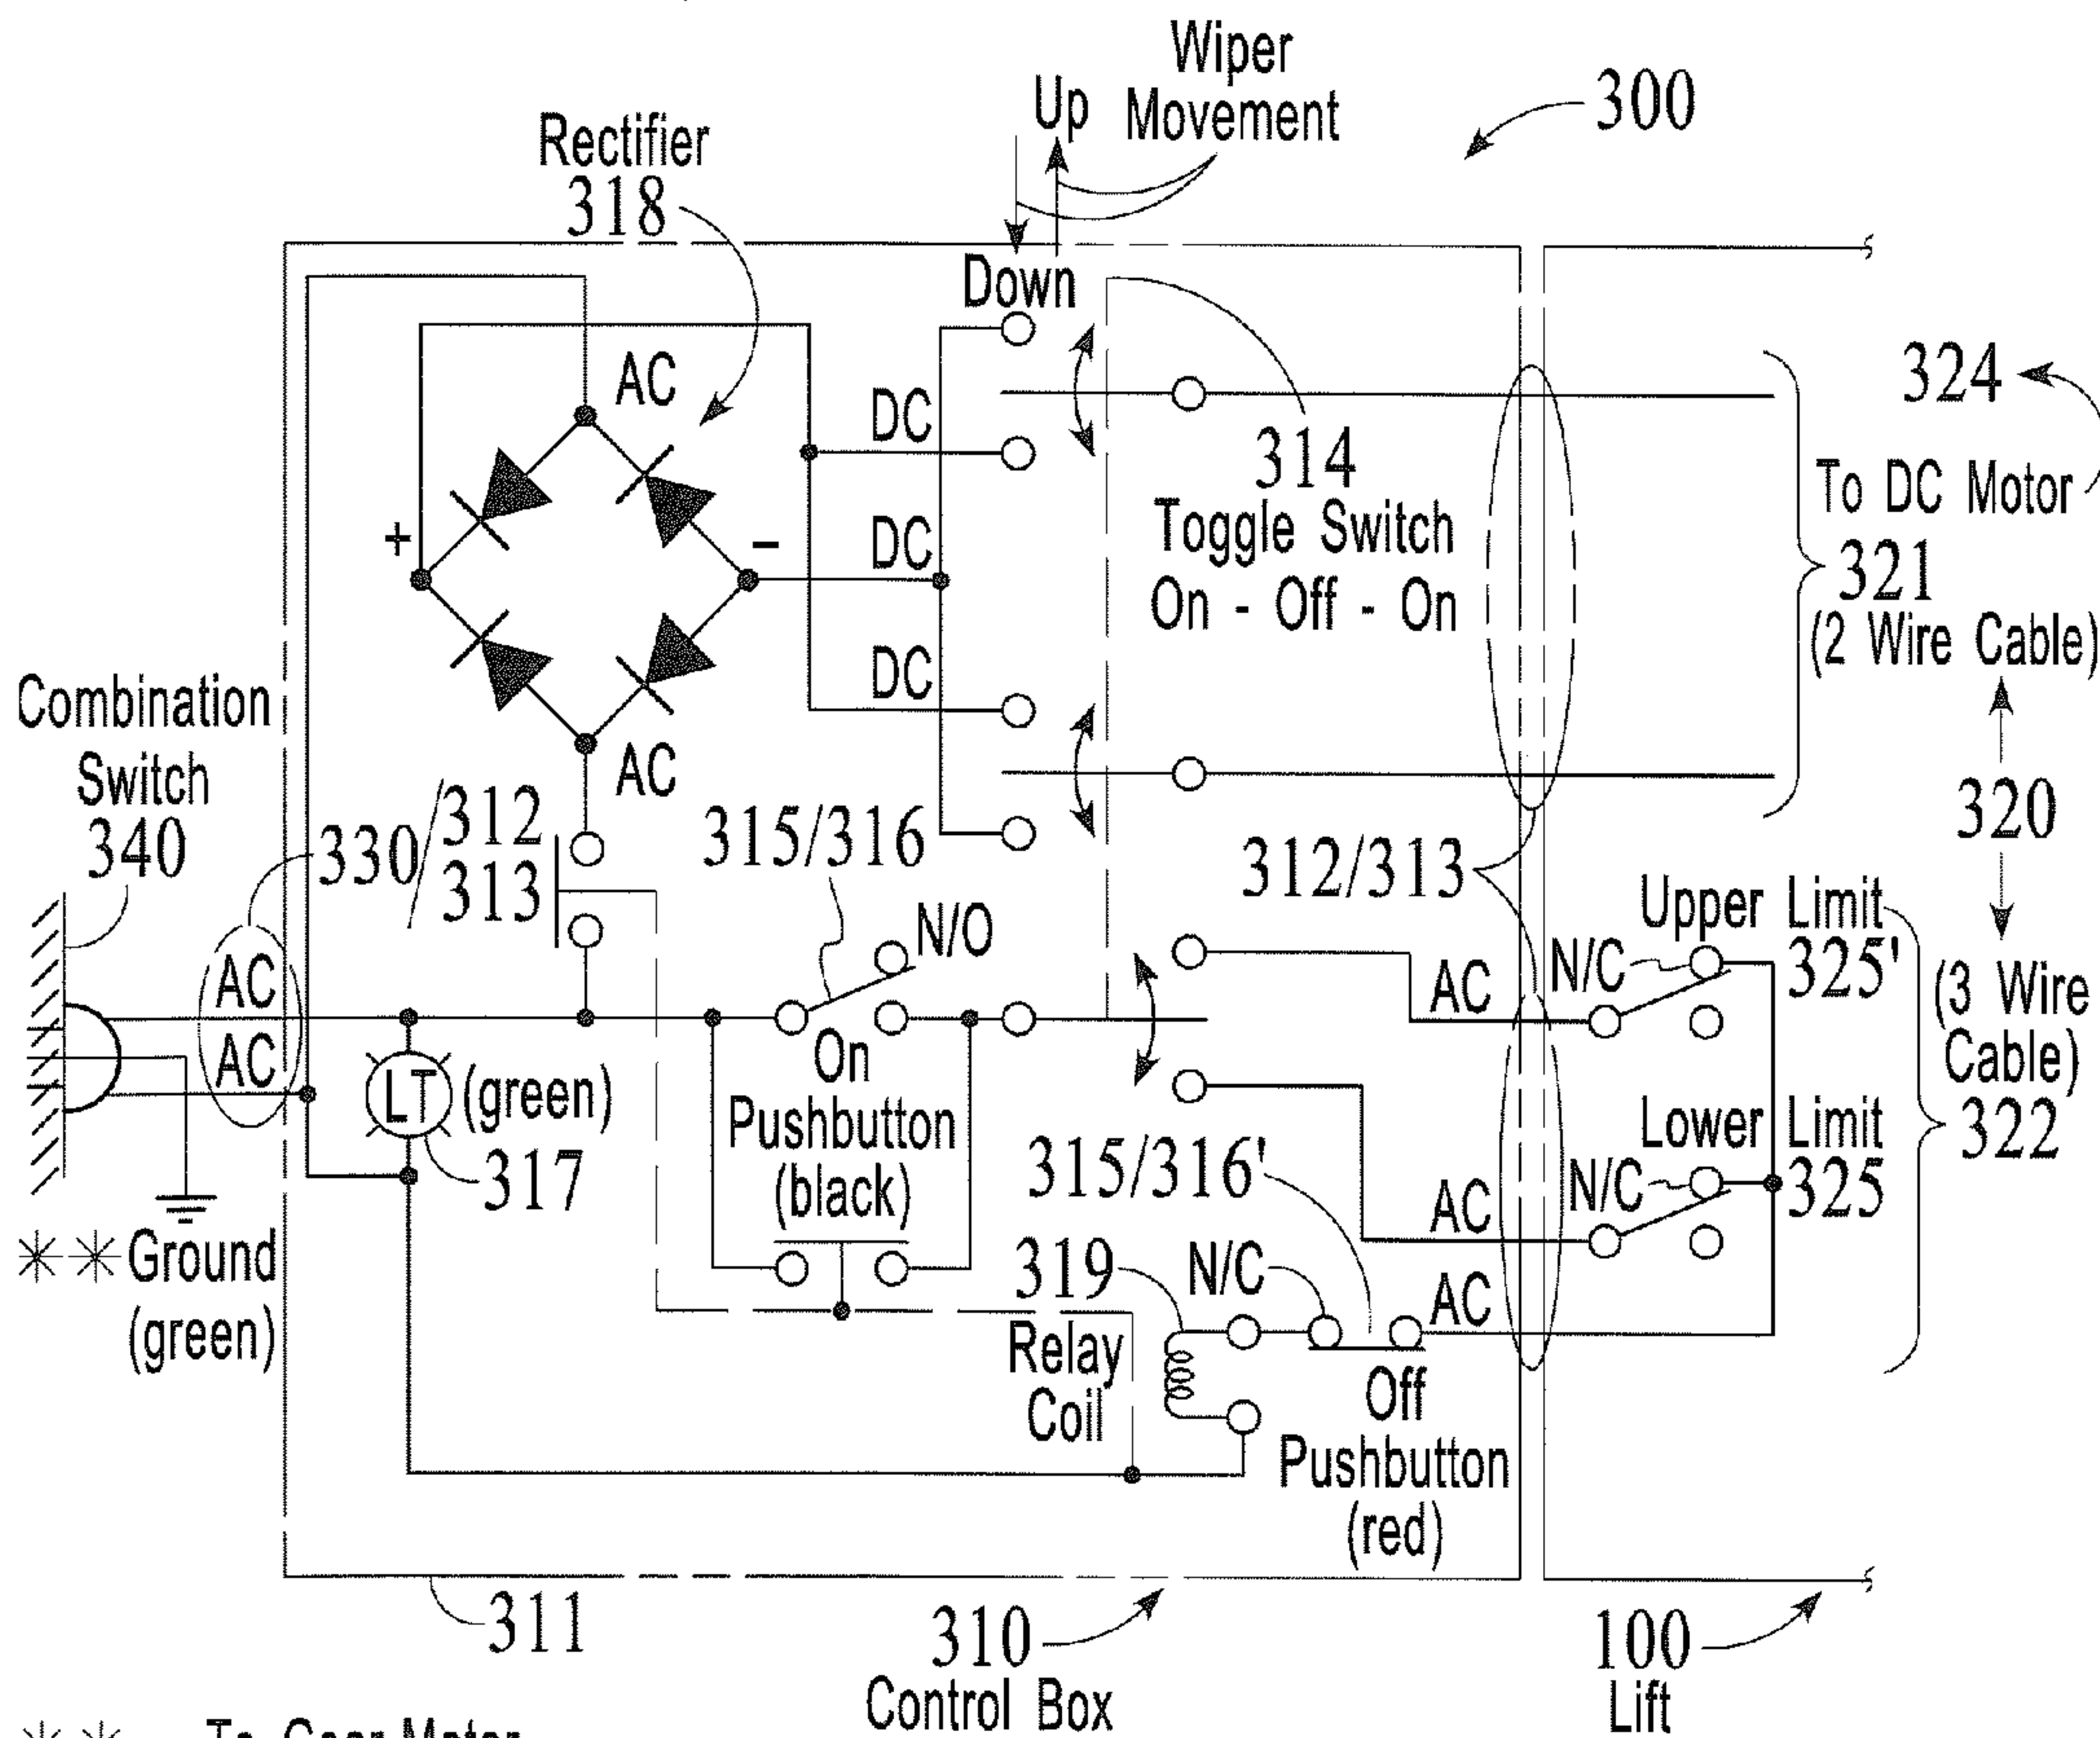 Wiper
Up Movement
300
Rectifier
318
Down
AC
DC
324
314
To DC Motor
Toggle Switch
On - Off - On
+
–
DC
321
(2 Wire Cable)
DC
Combination
Switch
340
AC
330/312
313
315/316
320
312/313
Upper Limit
325'
N/O
N/C
AC
AC
(3 Wire
Cable)
322
On
Pushbutton
(black)
AC
LT (green)
317
Lower Limit
325
315/316'
N/C
AC
** Ground
(green)
319
N/C
AC
Relay
Coil
Off
Pushbutton
(red)
311
310
Control Box
100
Lift
** To Gear Motor